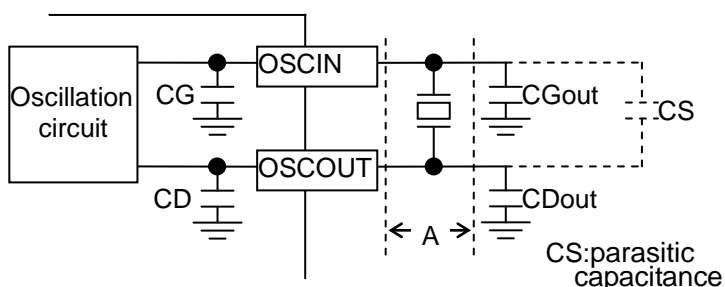 OSCIN
Oscillation
circuit
CG
CGout
CS
OSCOUT
CD
CDout
A
CS:parasitic
capacitance